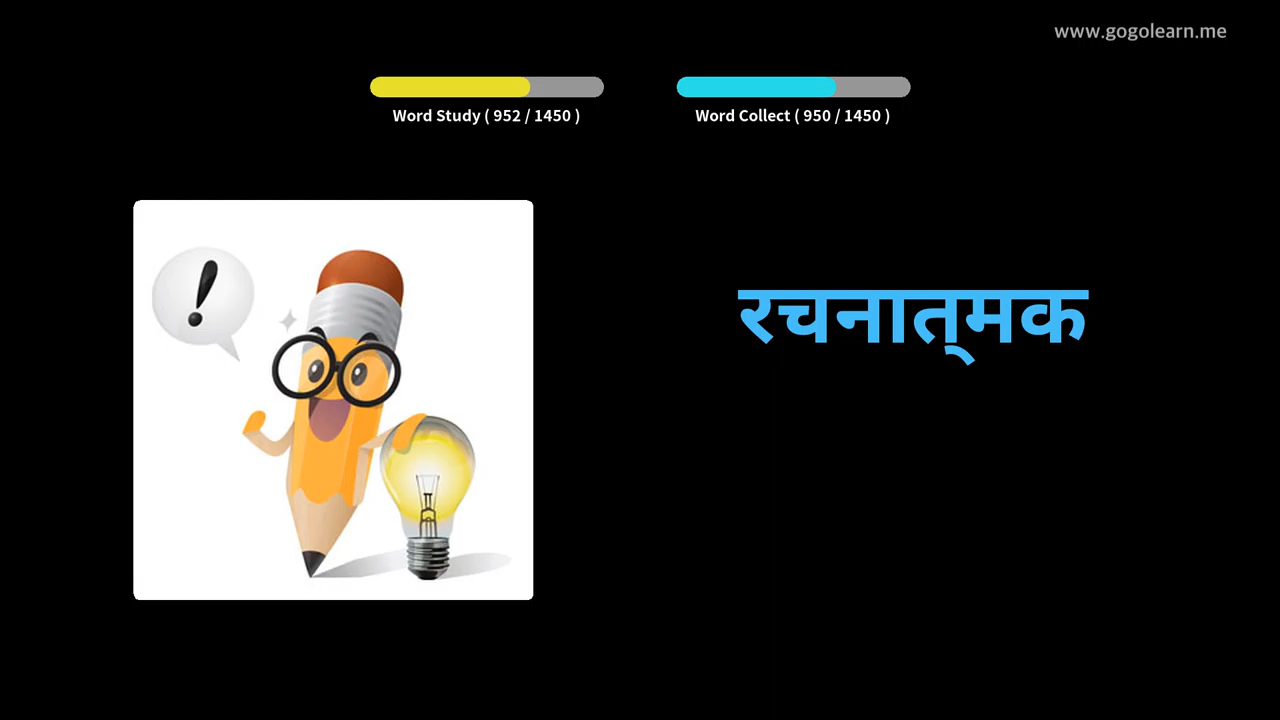 www.gogolearn.me
Word Study ( 952 / 1450 )
Word Collect ( 950 / 1450 )
!
रचनात्‌मक